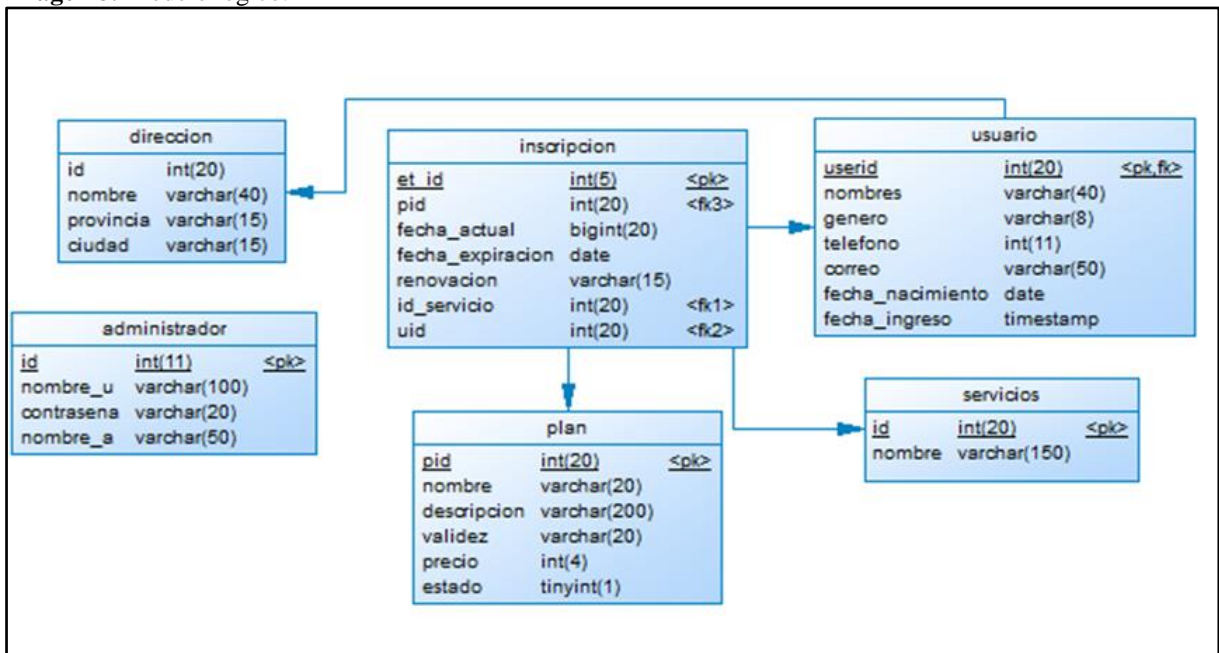 direccion
id int(20)
nombre varchar(40)
provincia varchar(15)
ciudad varchar(15)
administrador
id int(11) <pk>
nombre_u varchar(100)
contrasena varchar(20)
nombre_a varchar(50)
inscripcion
et_id int(5) <pk>
pid int(20) <fk3>
fecha_actual bigint(20)
fecha_expiracion date
renovacion varchar(15)
id_servicio int(20) <fk1>
uid int(20) <fk2>
plan
pid int(20) <pk>
nombre varchar(20)
descripcion varchar(200)
validez varchar(20)
precio int(4)
estado tinyint(1)
usuario
userid int(20) <pk,fk>
nombres varchar(40)
genero varchar(8)
telefono int(11)
correo varchar(50)
fecha_nacimiento date
fecha_ingreso timestamp
servicios
id int(20) <pk>
nombre varchar(150)